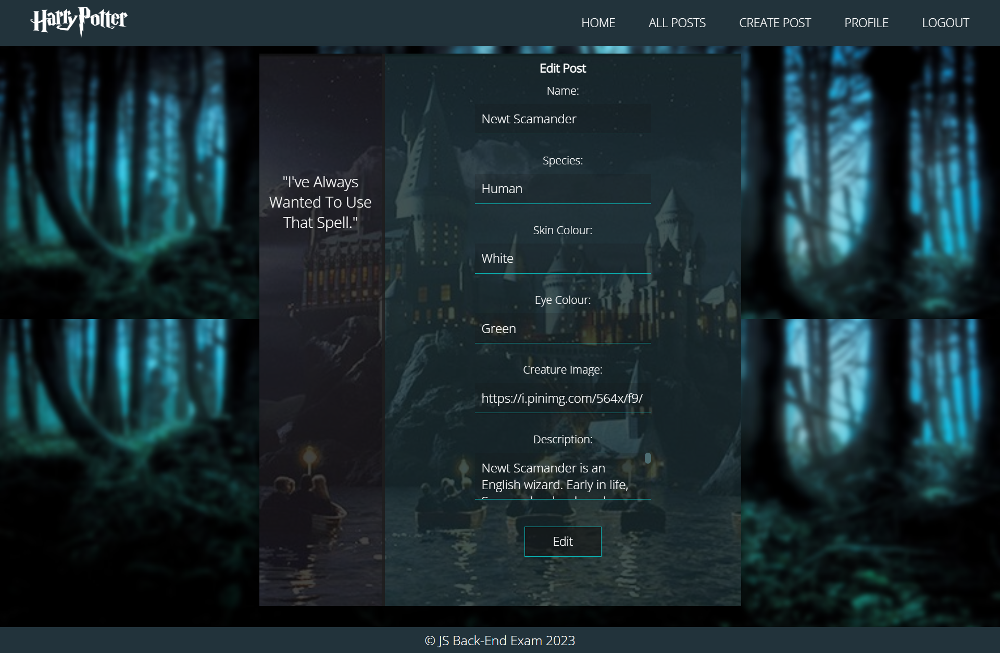 Harry Potter
HOME
ALL POSTS
CREATE POST
PROFILE
LOGOUT
"I've Always
Wanted To Use
That Spell."
Edit Post
Name:
Newt Scamander
Species:
Human
Skin Colour:
White
Eye Colour:
Green
Creature Image:
https://i.pinimg.com/564x/f9/
Description:
Newt Scamander is an
English wizard. Early in life,
Edit
© JS Back-End Exam 2023